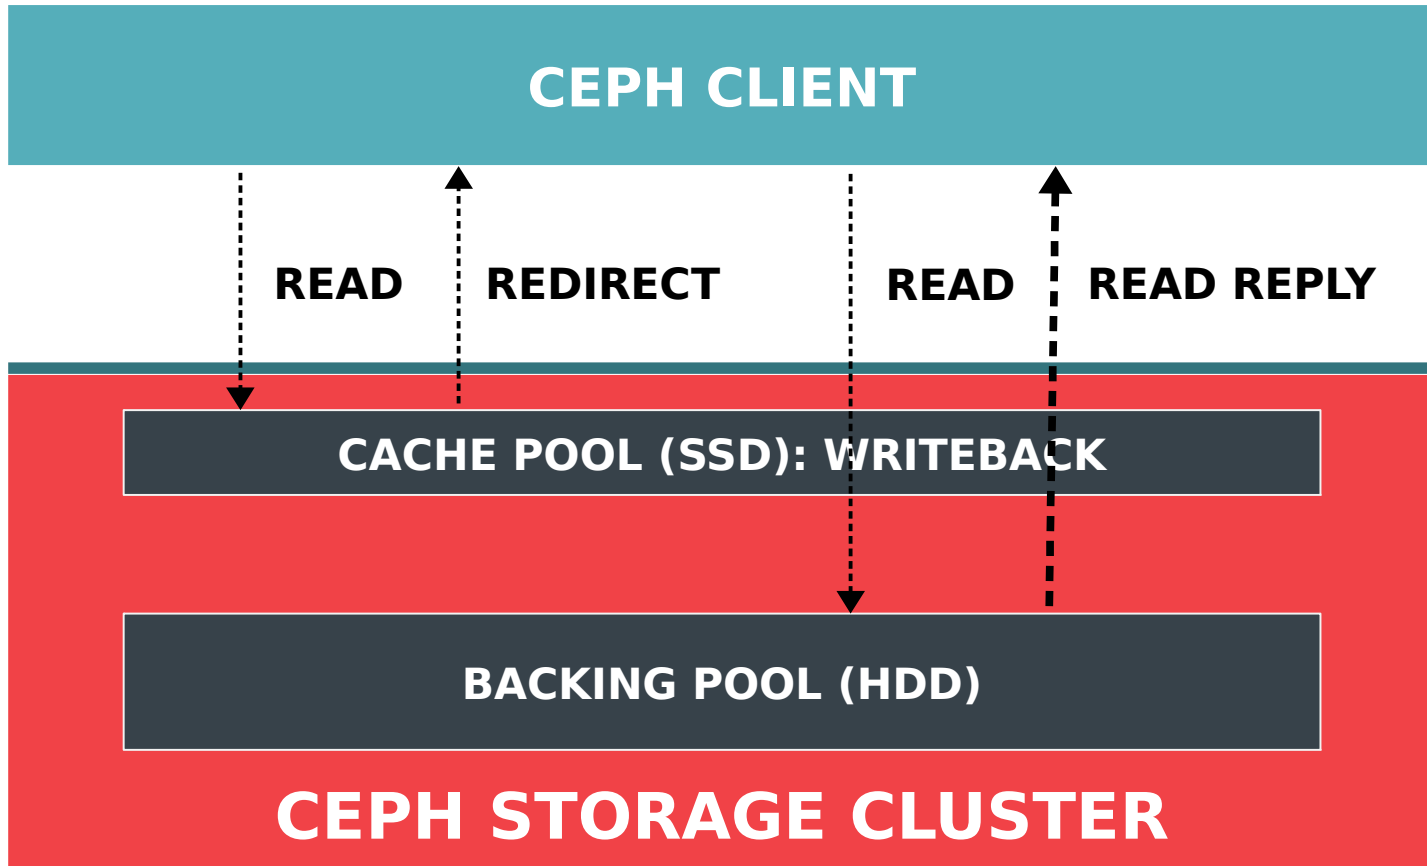 CEPH CLIENT
READ
REDIRECT
READ
READ REPLY
CACHE POOL (SSD): WRITEBACK
BACKING POOL (HDD)
CEPH STORAGE CLUSTER